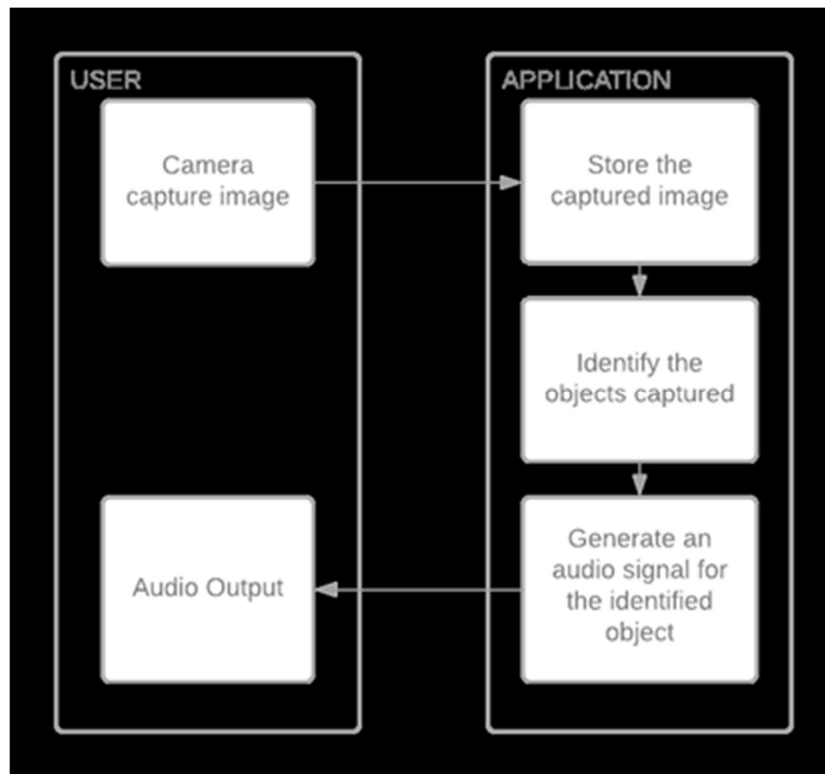 USER
Camera
capture image
Audio Output
APPLICATION
Store the
captured image
Identify the
objects captured
Generate an
audio signal for
the identified
object